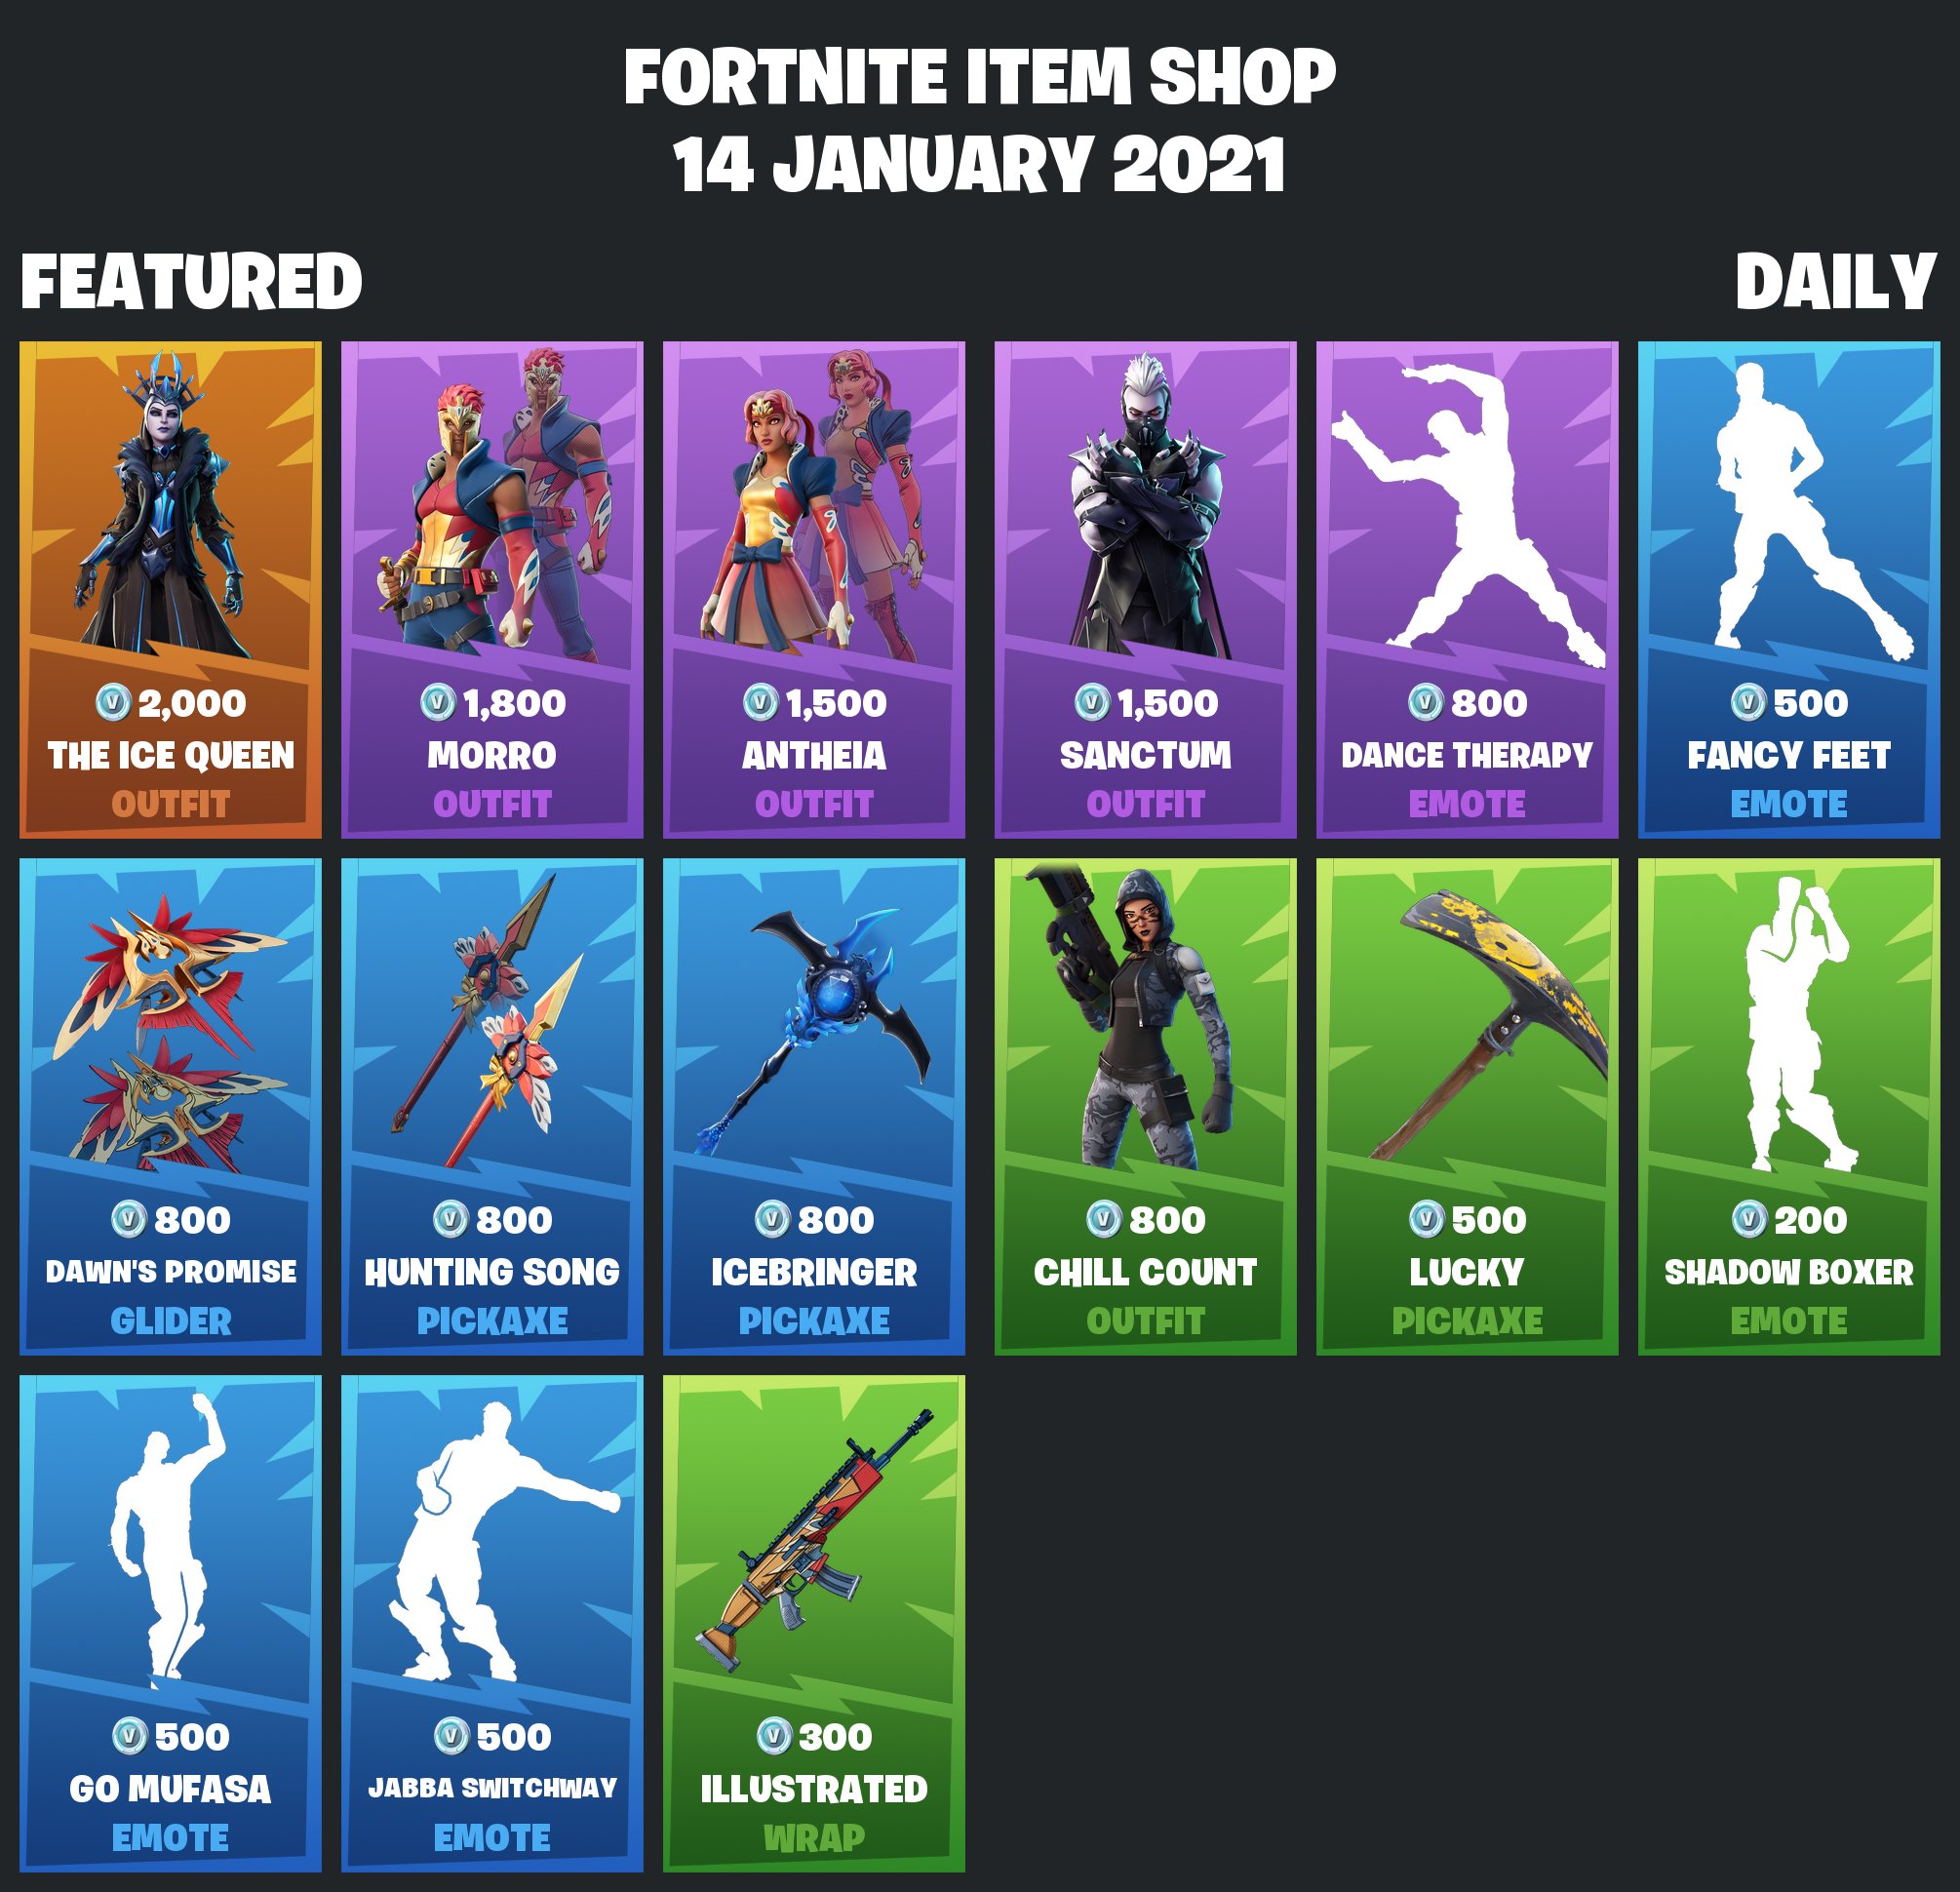 FORTNITE ITEM SHOP
14 JANUARY 2021
FEATURED
DAILY
2,000
THE ICE QUEEN
OUTFIT
1,800
MORRO
OUTFIT
1,500
ANTHEIA
OUTFIT
1,500
SANCTUM
OUTFIT
800
DANCE THERAPY
EMOTE
500
FANCY FEET
EMOTE
800
DAWN'S PROMISE
GLIDER
800
HUNTING SONG
PICKAXE
800
ICEBRINGER
PICKAXE
800
CHILL COUNT
OUTFIT
500
LUCKY
PICKAXE
200
SHADOW BOXER
EMOTE
500
GO MUFASA
EMOTE
500
JABBA SWITCHWAY
EMOTE
300
ILLUSTRATED
WRAP